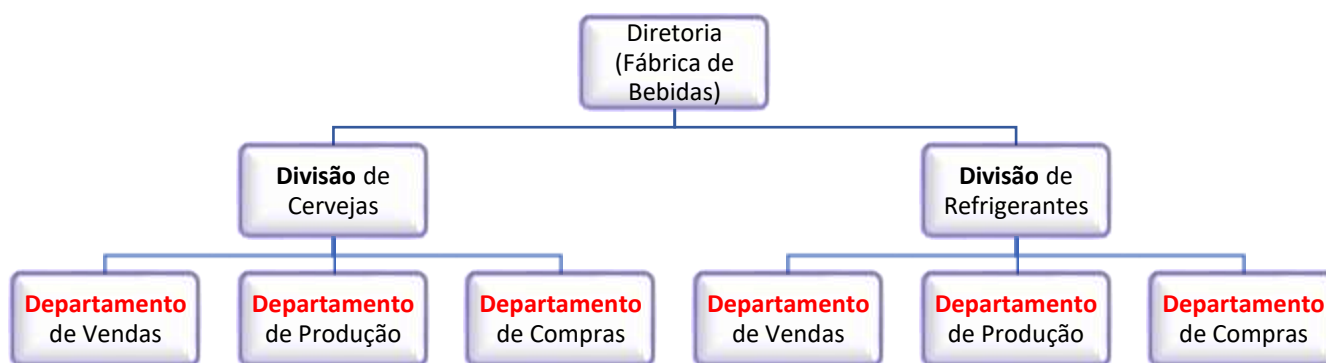 Diretoria
(Fábrica de
Bebidas)
Divisão de
Cervejas
Divisão de
Refrigerantes
Departamento
de Vendas
Departamento
de Produção
Departamento
de Compras
Departamento
de Vendas
Departamento
de Produção
Departamento
de Compras